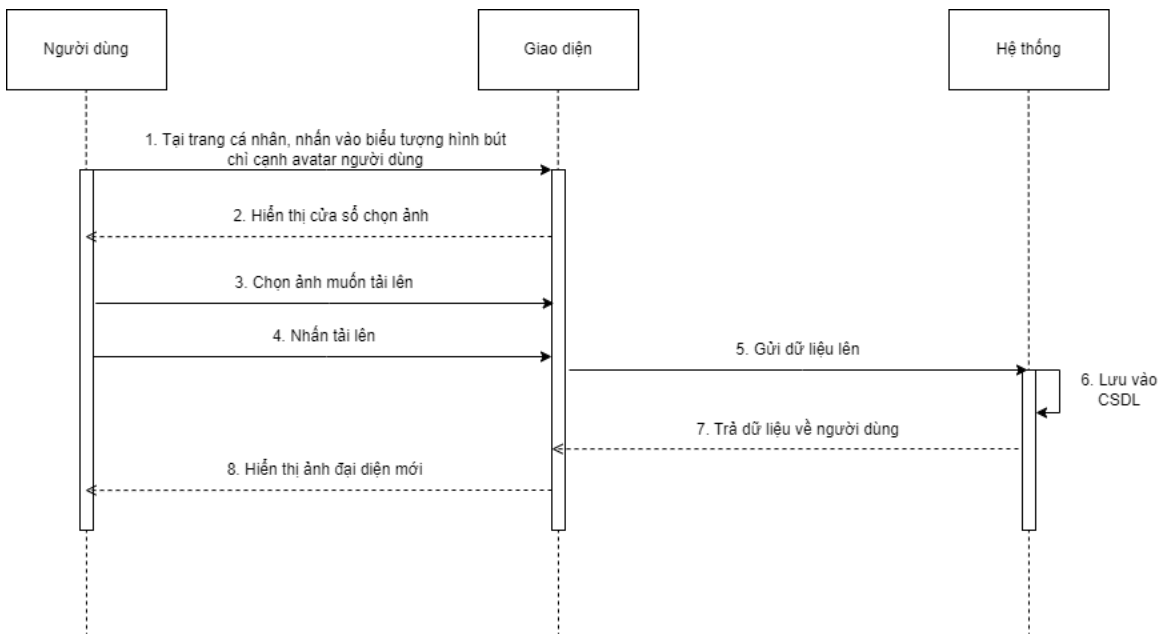 Người dùng
Giao diện
Hệ thống
1. Tại trang cá nhân, nhấn vào biểu tượng hình bút
chì cạnh avatar người dùng
2. Hiển thị cửa sổ chọn ảnh
3. Chọn ảnh muốn tải lên
4. Nhấn tải lên
5. Gửi dữ liệu lên
6. Lưu vào
CSDL
7. Trả dữ liệu về người dùng
8. Hiển thị ảnh đại diện mới